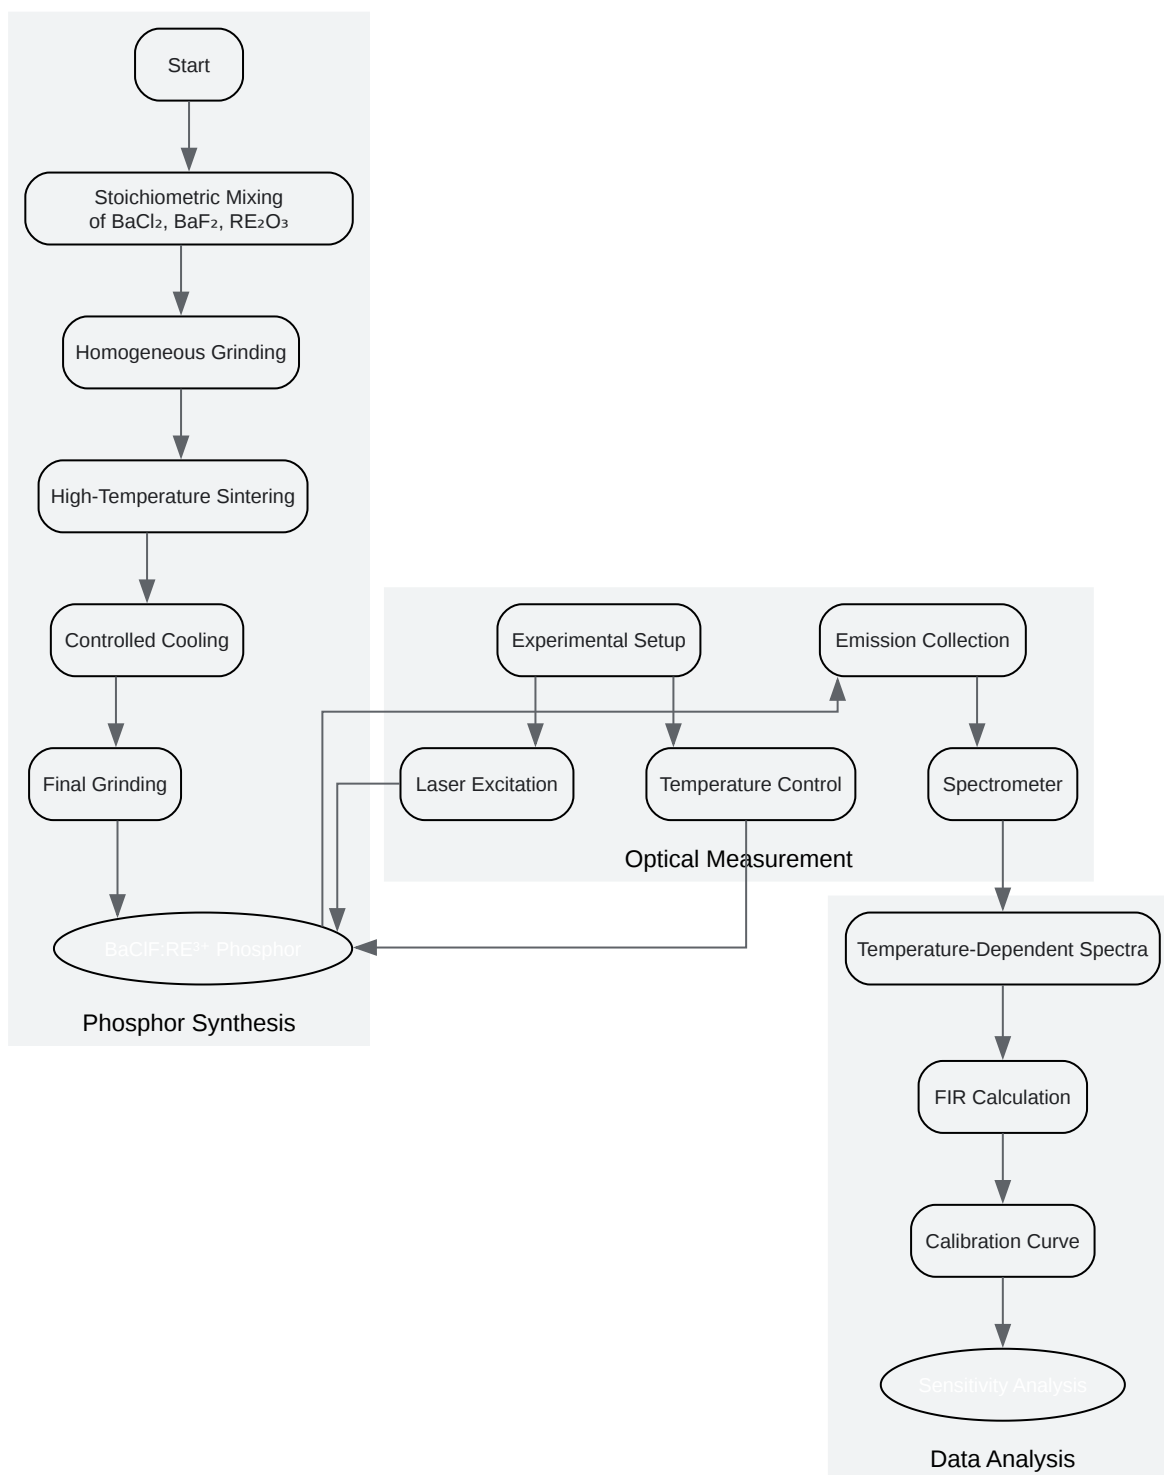 Start
Stoichiometric Mixing
of BaCl₂, BaF₂, RE₂O₃
Homogeneous Grinding
High-Temperature Sintering
Controlled Cooling
Final Grinding
BaClF:RE³⁺ Phosphor
Phosphor Synthesis
Experimental Setup
Emission Collection
Laser Excitation
Temperature Control
Spectrometer
Optical Measurement
Temperature-Dependent Spectra
FIR Calculation
Calibration Curve
Sensitivity Analysis
Data Analysis